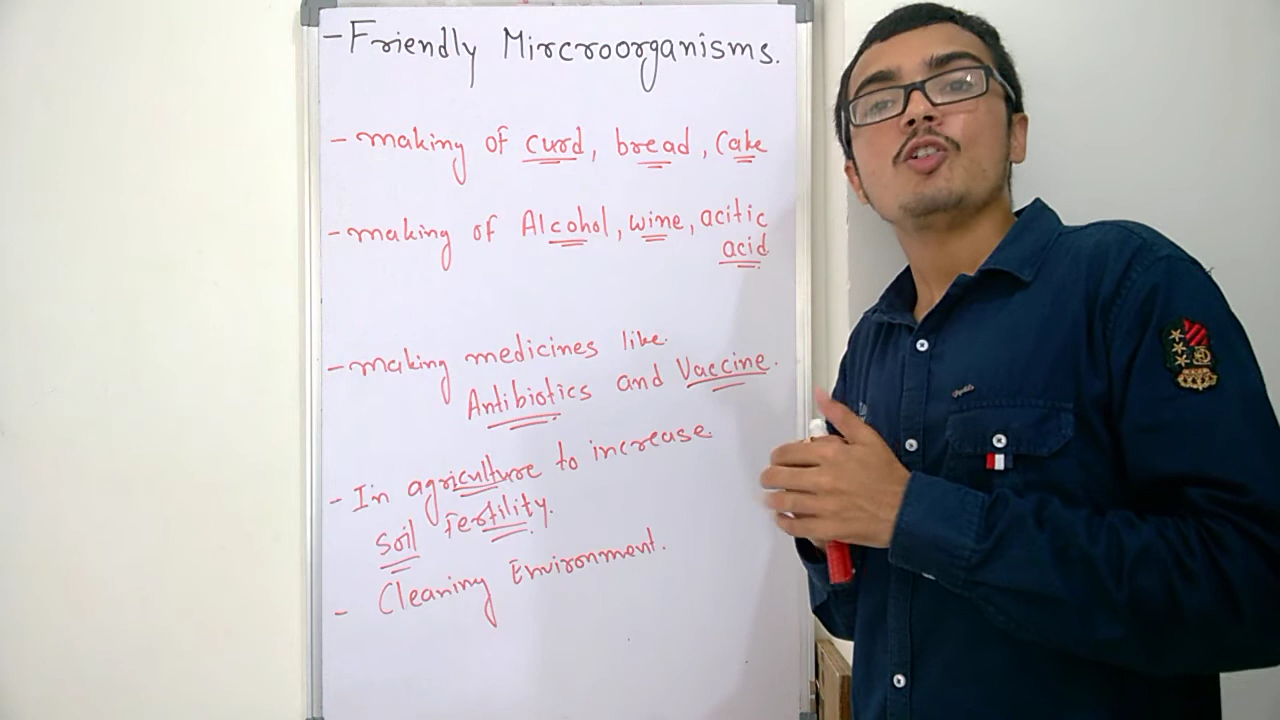 - Friendly Mircroorganisms.
- making of curd, bread, Cake
- making of Alcohol, wine, acitic
acid
- making medicines like
Antibiotics and Vaccine.
- In agriculture to increase
soil fertility.
- Cleaning Environment.